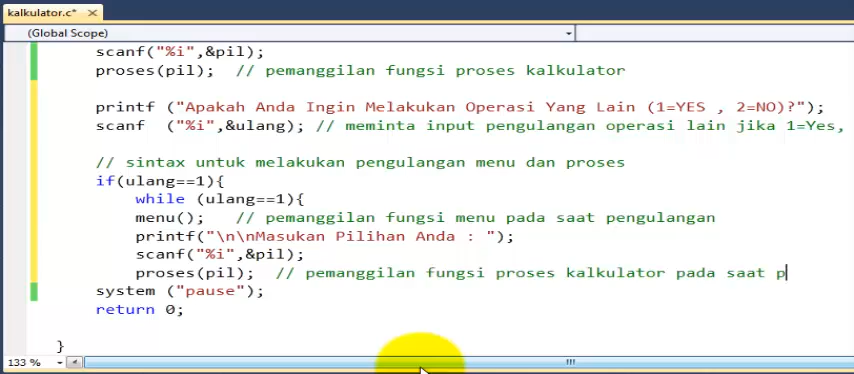 kalkulator.c*
(Global Scope)
scanf("%i",&pil);
proses(pil);  // pemanggilan fungsi proses kalkulator
printf ("Apakah Anda Ingin Melakukan Operasi Yang Lain (1=YES , 2=NO)?");
scanf  ("%i",&ulang); // meminta input pengulangan operasi lain jika 1=Yes,
// sintax untuk melakukan pengulangan menu dan proses
if(ulang==1){
while (ulang==1){
menu();   // pemanggilan fungsi menu pada saat pengulangan
printf("\n\nMasukan Pilihan Anda : ");
scanf("%i",&pil);
proses(pil);  // pemanggilan fungsi proses kalkulator pada saat p
system ("pause");
return 0;
}
133 %